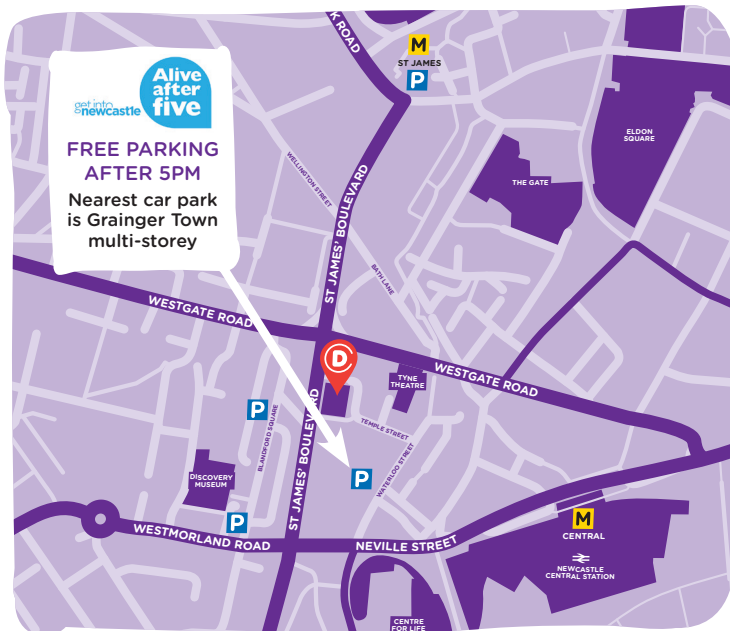 K ROAD
M
ST JAMES
P
get into
newcastle
Alive
after
five
FREE PARKING
AFTER 5PM
Nearest car park
is Grainger Town
multi-storey
ELDON
SQUARE
THE GATE
WELLINGTON STREET
ST JAMES' BOULEVARD
BATH LANE
WESTGATE ROAD
D
TYNE
THEATRE
WESTGATE ROAD
P
BLANDFORD SQUARE
ST JAMES' BOULEVARD
TEMPLE STREET
WATERLOO STREET
P
DISCOVERY
MUSEUM
P
WESTMORLAND ROAD
NEVILLE STREET
M
CENTRAL
NEWCASTLE
CENTRAL STATION
CENTRE
FOR LIFE